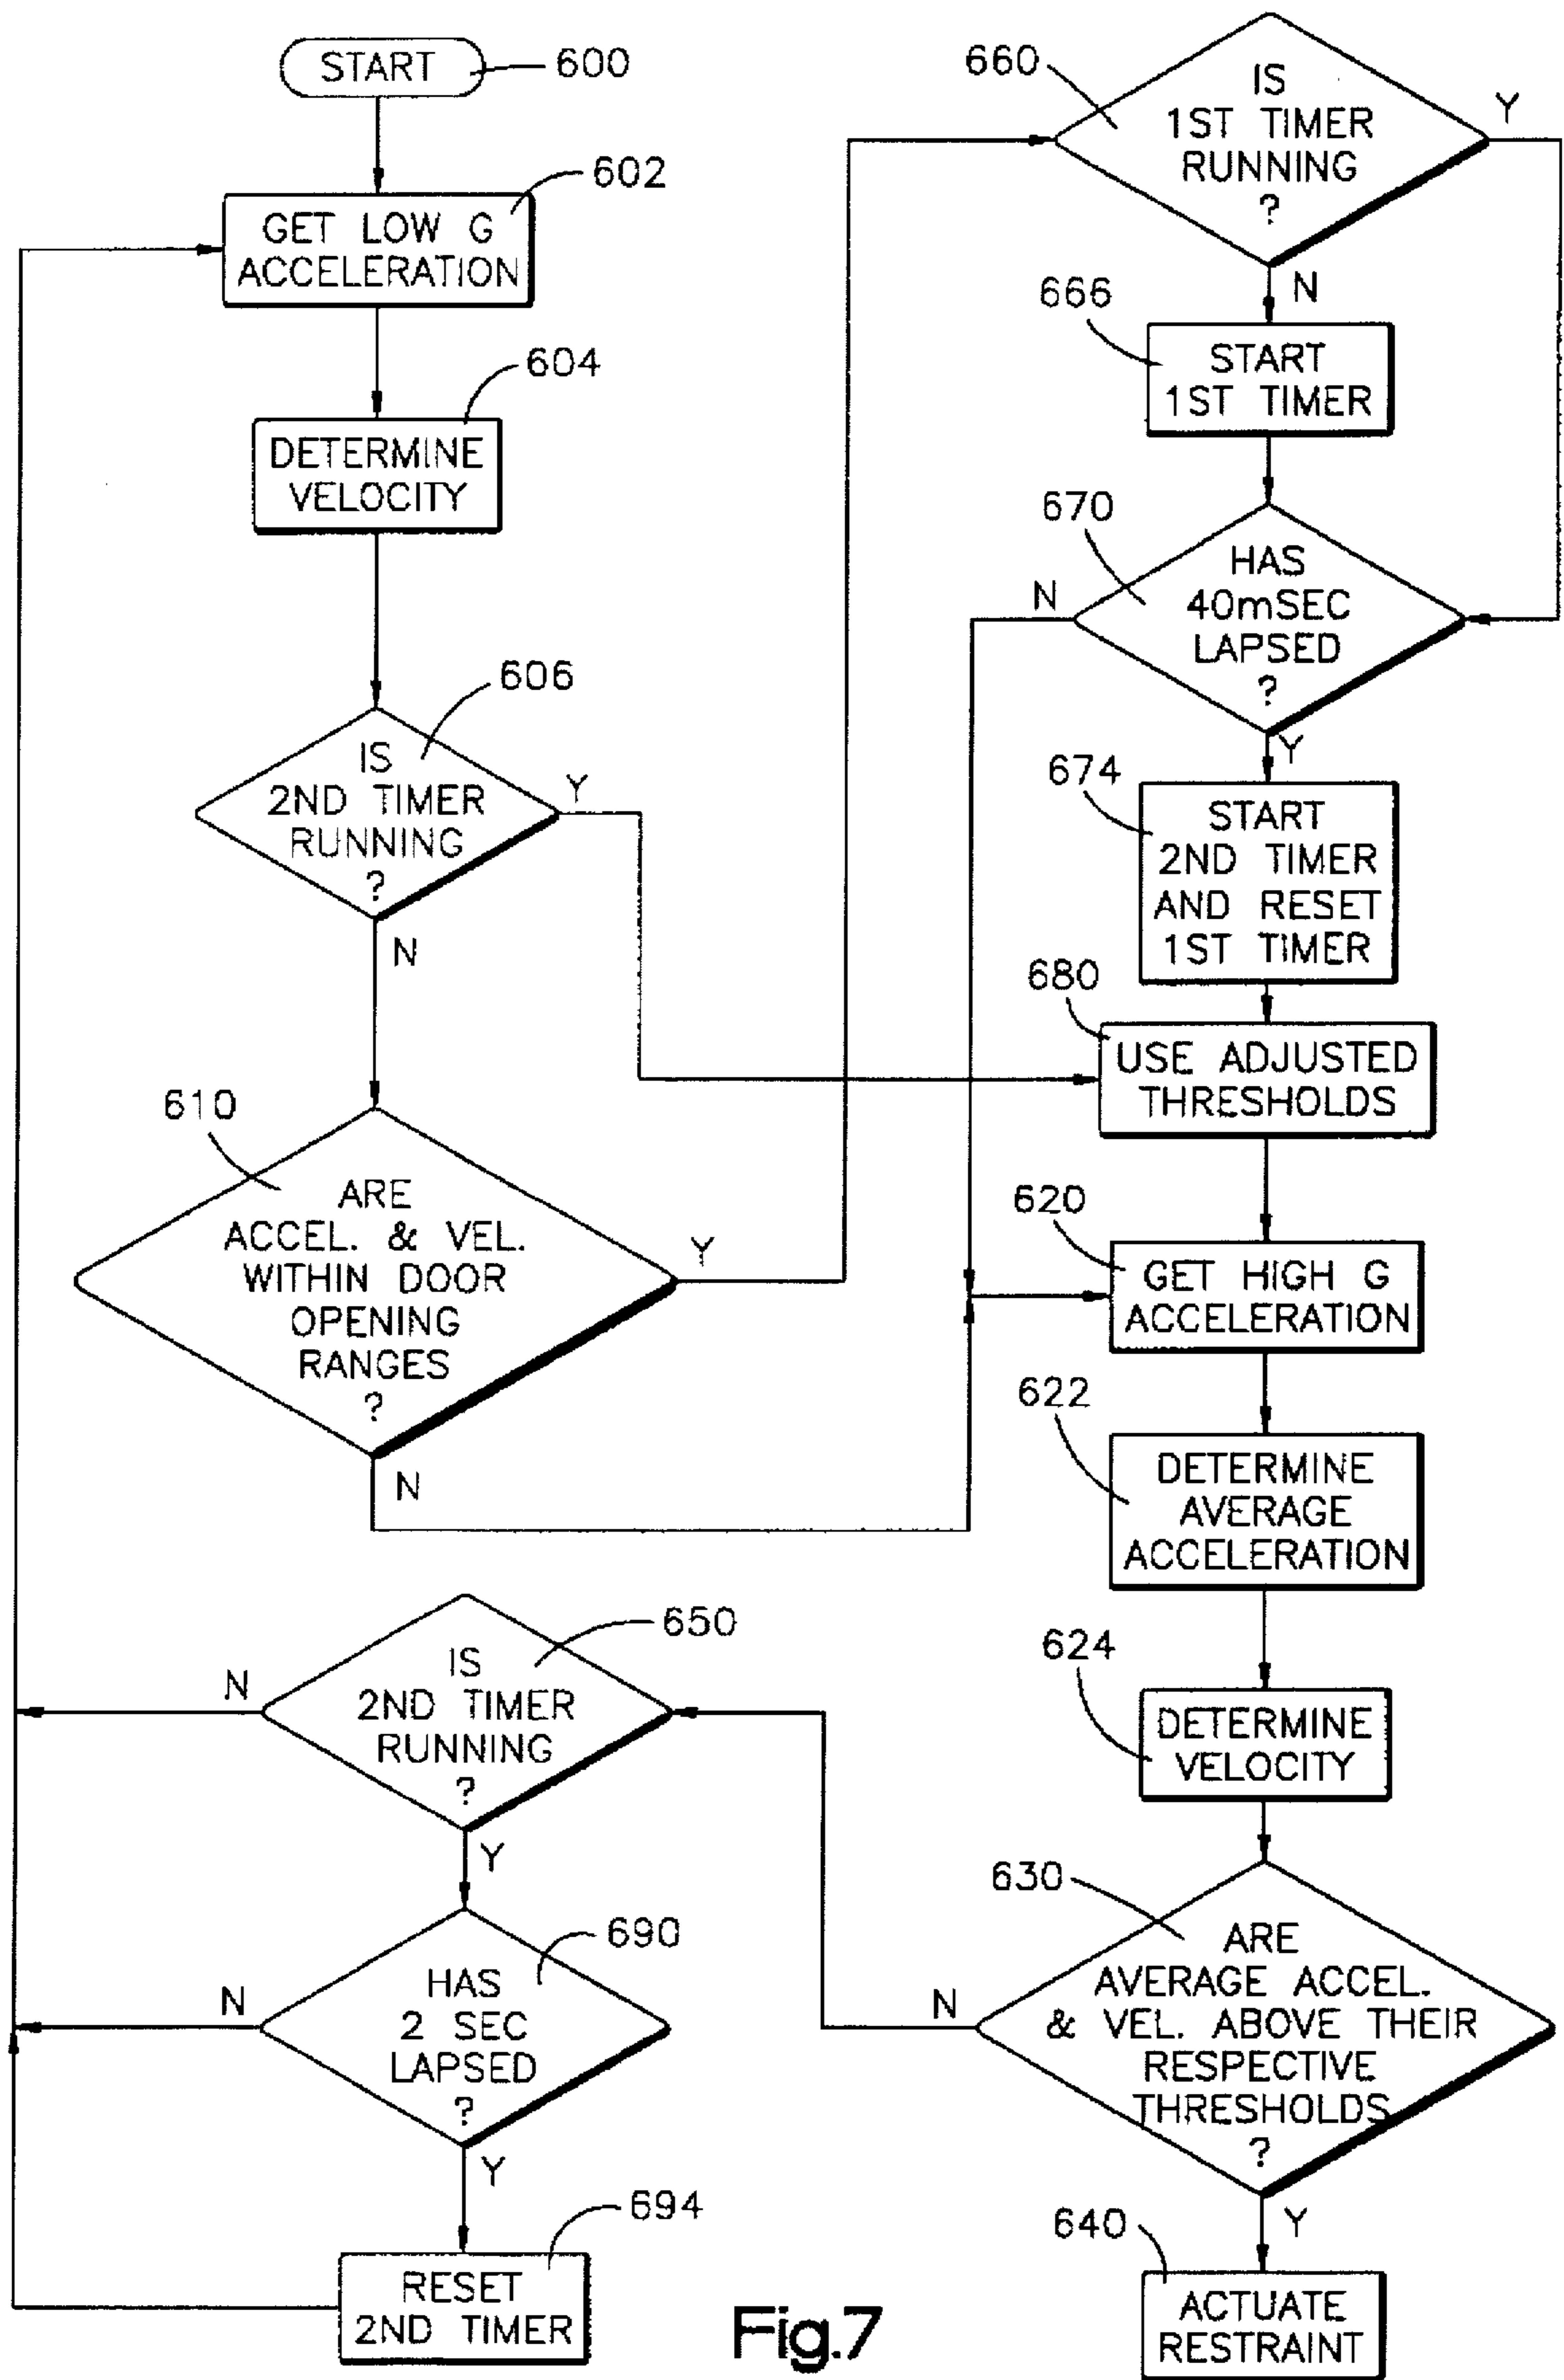 START
600
602
GET LOW G
ACCELERATION
604
DETERMINE
VELOCITY
606
IS
2ND TIMER
RUNNING
?
Y
N
610
ARE
ACCEL. & VEL.
WITHIN DOOR
OPENING
RANGES
?
Y
N
660
IS
1ST TIMER
RUNNING
?
Y
N
666
START
1ST TIMER
670
HAS
40mSEC
LAPSED
?
N
Y
674
START
2ND TIMER
AND RESET
1ST TIMER
680
USE ADJUSTED
THRESHOLDS
620
GET HIGH G
ACCELERATION
622
DETERMINE
AVERAGE
ACCELERATION
624
DETERMINE
VELOCITY
630
ARE
AVERAGE ACCEL.
& VEL. ABOVE THEIR
RESPECTIVE
THRESHOLDS
?
N
Y
640
ACTUATE
RESTRAINT
650
IS
2ND TIMER
RUNNING
?
N
Y
690
HAS
2 SEC
LAPSED
?
N
Y
694
RESET
2ND TIMER
Fig.7